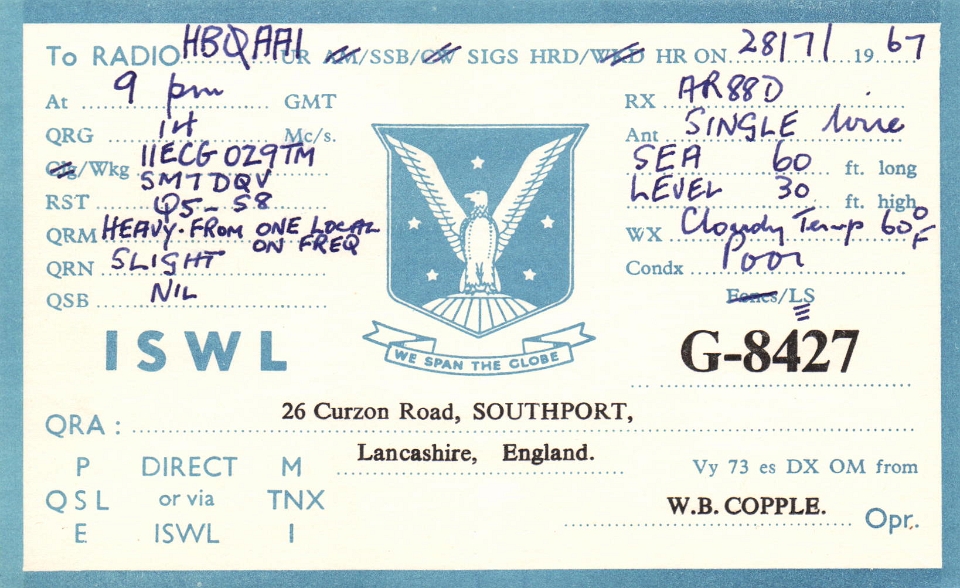 To RADIO HBØAAI UR AM/SSB/CW SIGS HRD/WKD HR ON 28/7/ 1967
At 9 pm GMT
QRG 14 Mc/s.
Clg/Wkg I1ECG OZ9TM
SM7DQV
RST Q5-S8
QRM HEAVY. FROM ONE LOCAL
ON FREQ
QRN SLIGHT
QSB NIL
RX AR88D
Ant SINGLE Wire
SEA 60 ft. long
LEVEL 30 ft. high
WX Cloudy Temp 60°F
Condx Poor
Fones/LS
WE SPAN THE GLOBE
ISWL
G-8427
QRA: 26 Curzon Road, SOUTHPORT,
Lancashire, England.
P DIRECT M
QSL or via TNX
E ISWL I
Vy 73 es DX OM from
W.B. COPPLE. Opr.